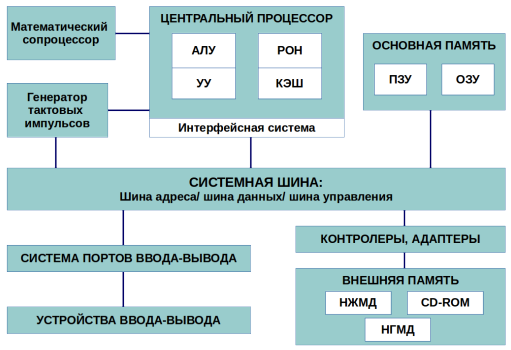 Математический
сопроцессор
ЦЕНТРАЛЬНЫЙ ПРОЦЕССОР
АЛУ
РОН
УУ
КЭШ
Интерфейсная система
ОСНОВНАЯ ПАМЯТЬ
ПЗУ
ОЗУ
Генератор
тактовых
импульсов
СИСТЕМНАЯ ШИНА:
Шина адреса/ шина данных/ шина управления
СИСТЕМА ПОРТОВ ВВОДА-ВЫВОДА
УСТРОЙСТВА ВВОДА-ВЫВОДА
КОНТРОЛЕРЫ, АДАПТЕРЫ
ВНЕШНЯЯ ПАМЯТЬ
НЖМД
CD-ROM
НГМД